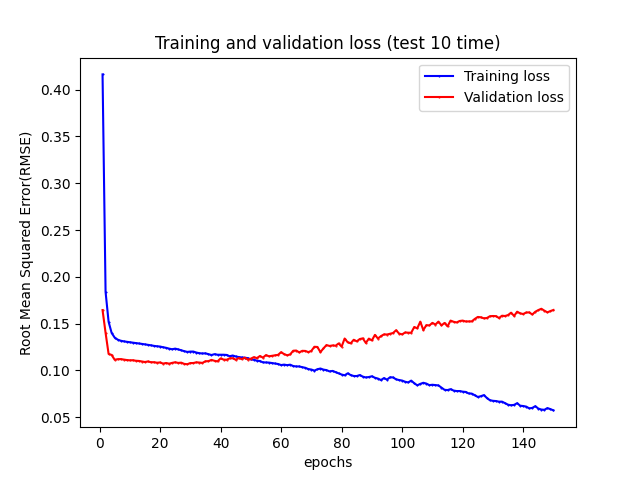 Training and validation loss (test 10 time)
Training loss
Validation loss
Root Mean Squared Error(RMSE)
0.40
0.35
0.30
0.25
0.20
0.15
0.10
0.05
0 20 40 60 80 100 120 140
epochs